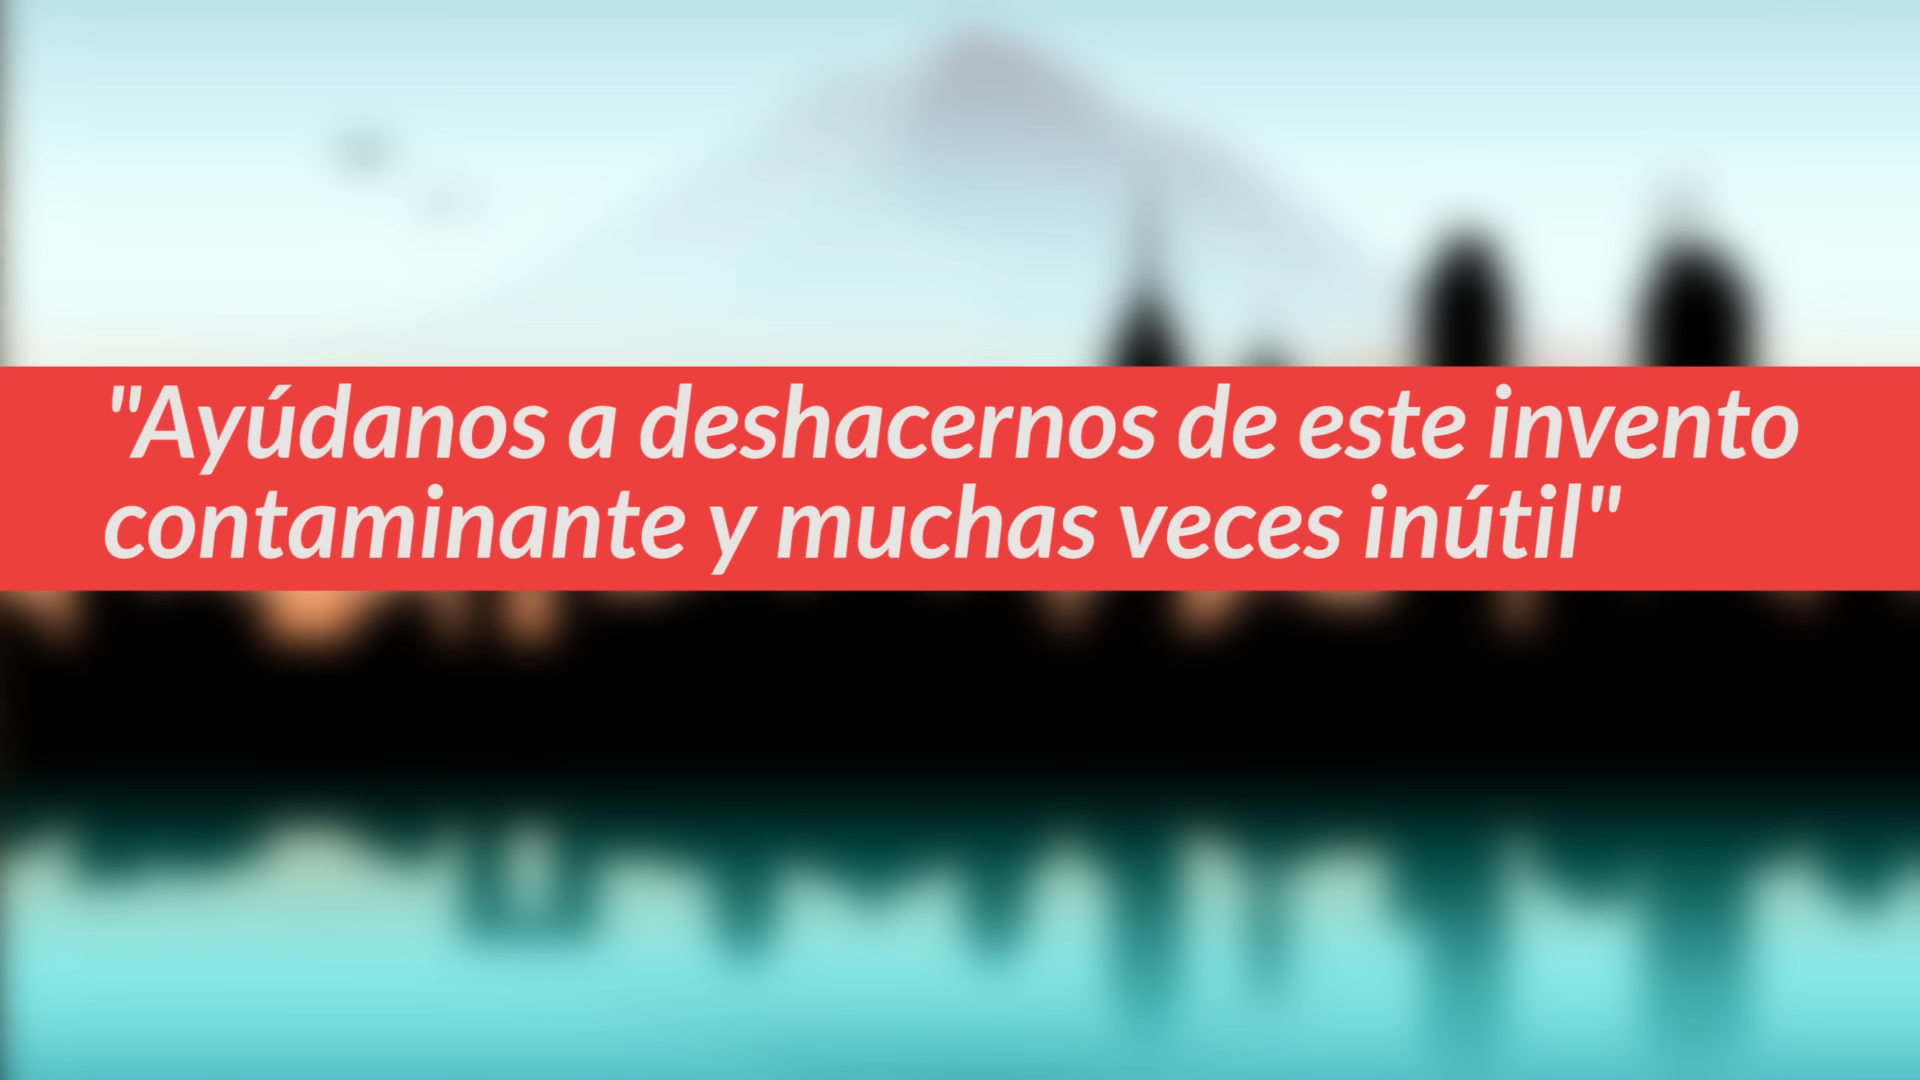 "Ayúdanos a deshacernos de este invento
contaminante y muchas veces inútil"